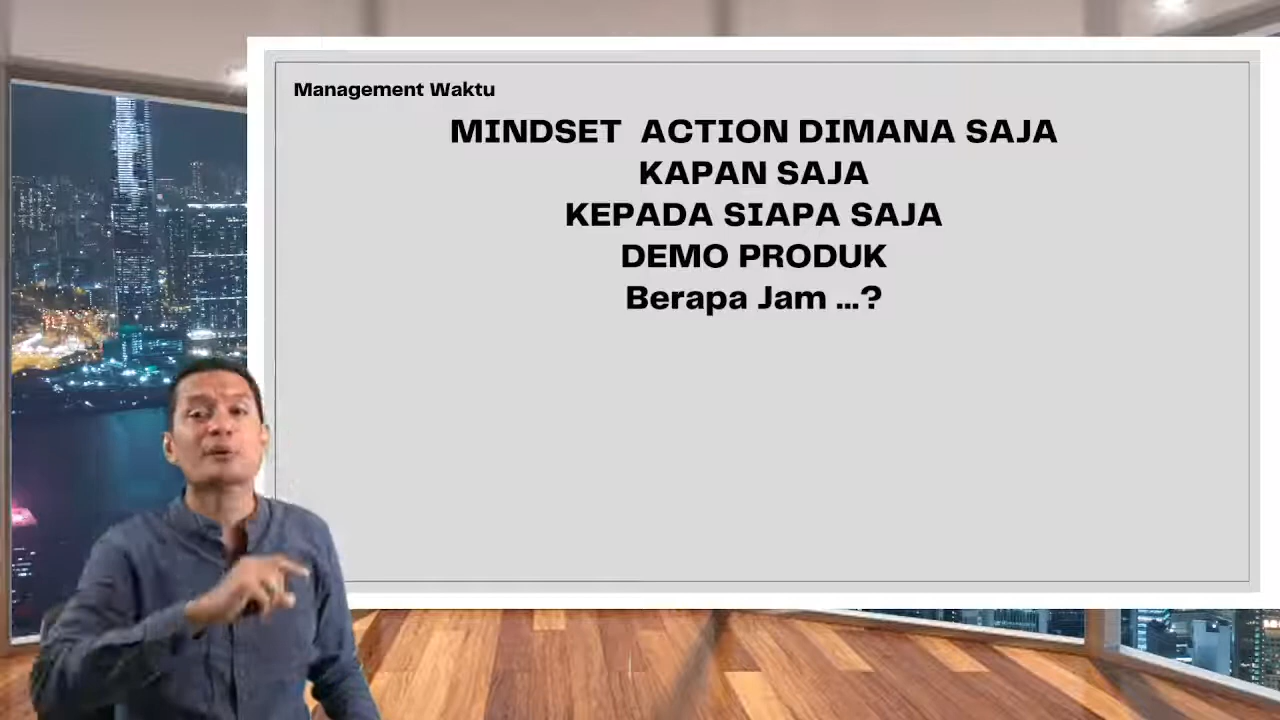 Management Waktu
MINDSET ACTION DIMANA SAJA
KAPAN SAJA
KEPADA SIAPA SAJA
DEMO PRODUK
Berapa Jam ...?